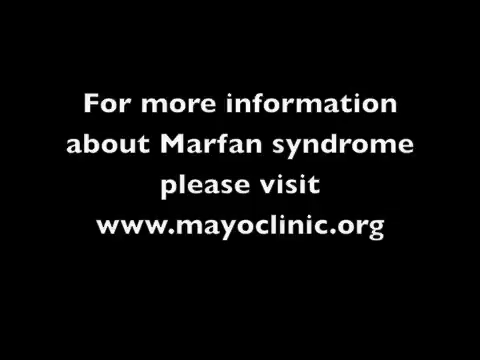 For more information
about Marfan syndrome
please visit
www.mayoclinic.org